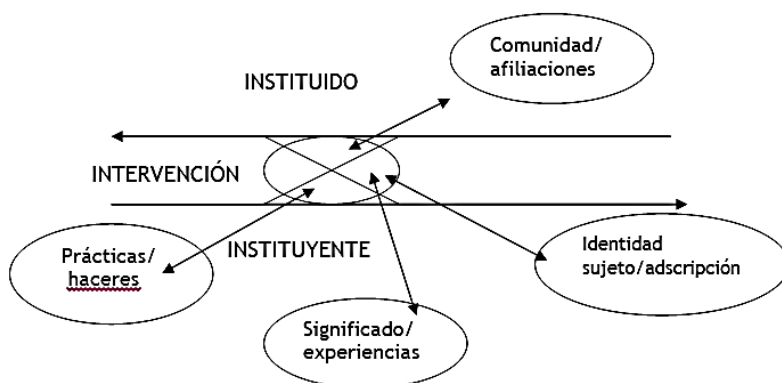 Comunidad/
afiliaciones
INSTITUIDO
INTERVENCIÓN
INSTITUYENTE
Prácticas/
haceres
Identidad
sujeto/adscripción
Significado/
experiencias